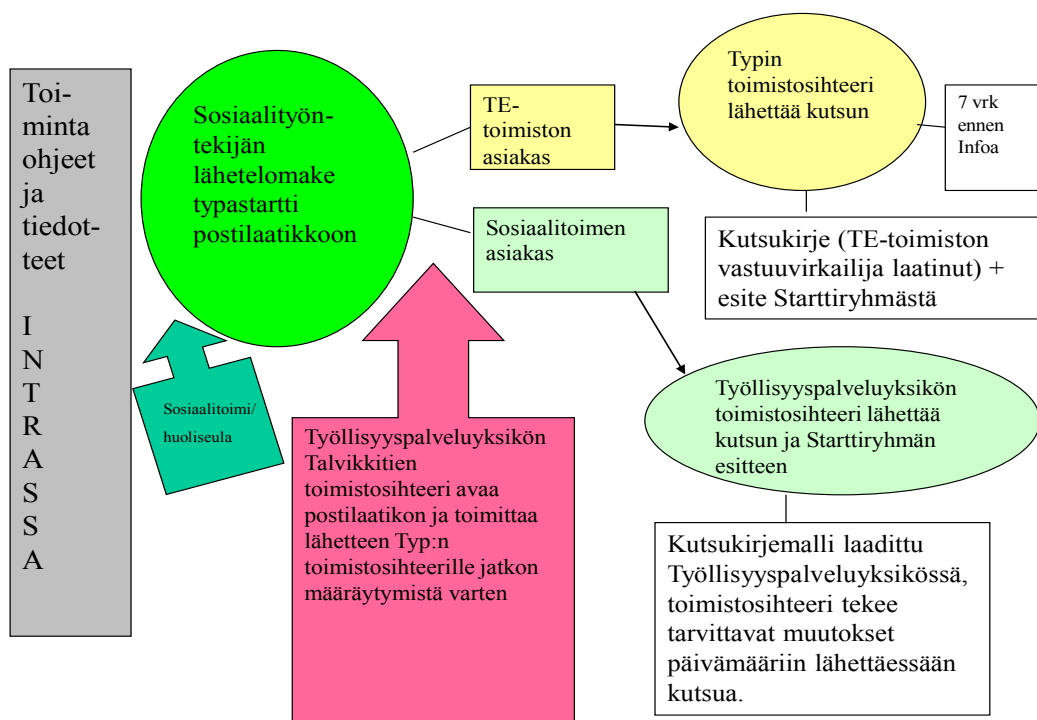 Toi-
minta
ohjeet
ja
tiedot-
teet
I
N
T
R
A
S
S
A
Sosiaalityön-
tekijän
lähetelomake
typastartti
postilaatikkoon
Sosiaalitoimi/
huoliseula
Työllisyyspalveluyksikön
Talvikkitien
toimistosihteeri avaa
postilaatikon ja toimittaa
lähetteen Typ:n
toimistosihteerille jatkon
määräytymistä varten
TE-
toimiston
asiakas
Sosiaalitoimen
asiakas
Typin
toimistosihteeri
lähettää kutsun
7 vrk
ennen
Infoa
Kutsukirje (TE-toimiston
vastuuvirkailija laatinut) +
esite Starttiryhmästä
Työllisyyspalveluyksikön
toimistosihteeri lähettää
kutsun ja Starttiryhmän
esitteen
Kutsukirjemalli laadittu
Työllisyyspalveluyksikössä,
toimistosihteeri tekee
tarvittavat muutokset
päivämääriin lähettäessään
kutsua.